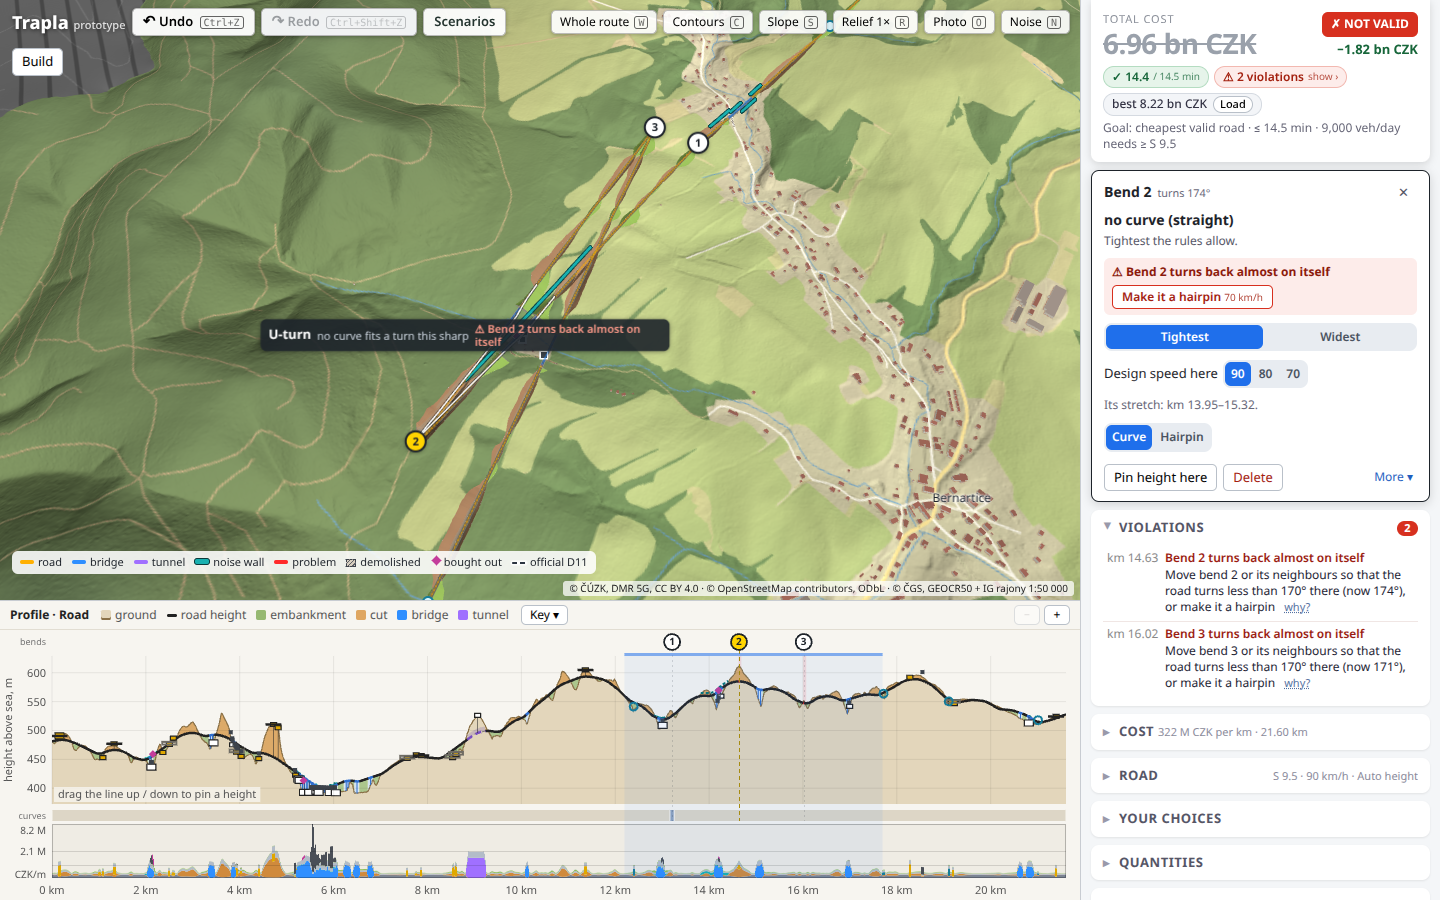 Trapla prototype
↶ Undo Ctrl+Z
↷ Redo Ctrl+Shift+Z
Scenarios
Whole route W
Contours C
Slope S
Relief 1× R
Photo O
Noise N
Build
3
1
U-turn no curve fits a turn this sharp ⚠ Bend 2 turns back almost on
itself
2
Bernartice
road bridge tunnel noise wall problem demolished bought out official D11
© ČÚZK, DMR 5G, CC BY 4.0 · © OpenStreetMap contributors, ODbL · © ČGS, GEOCR50 + IG rajony 1:50 000
TOTAL COST
✗ NOT VALID
6.96 bn CZK
−1.82 bn CZK
✓ 14.4 / 14.5 min
⚠ 2 violations show ›
best 8.22 bn CZK Load
Goal: cheapest valid road · ≤ 14.5 min · 9,000 veh/day
needs ≥ S 9.5
Bend 2 turns 174° ×
no curve (straight)
Tightest the rules allow.
⚠ Bend 2 turns back almost on itself
Make it a hairpin 70 km/h
Tightest Widest
Design speed here 90 80 70
Its stretch: km 13.95–15.32.
Curve Hairpin
Pin height here Delete More ▾
▼ VIOLATIONS 2
km 14.63 Bend 2 turns back almost on itself
Move bend 2 or its neighbours so that the
road turns less than 170° there (now 174°),
or make it a hairpin why?
km 16.02 Bend 3 turns back almost on itself
Move bend 3 or its neighbours so that the
road turns less than 170° there (now 171°),
or make it a hairpin why?
▶ COST 322 M CZK per km · 21.60 km
▶ ROAD S 9.5 · 90 km/h · Auto height
▶ YOUR CHOICES
▶ QUANTITIES
Profile · Road ground road height embankment cut bridge tunnel Key ▾ − +
bends
1 2 3
height above sea, m
600
550
500
450
400
drag the line up / down to pin a height
curves
8.2 M
2.1 M
CZK/m
0 km 2 km 4 km 6 km 8 km 10 km 12 km 14 km 16 km 18 km 20 km